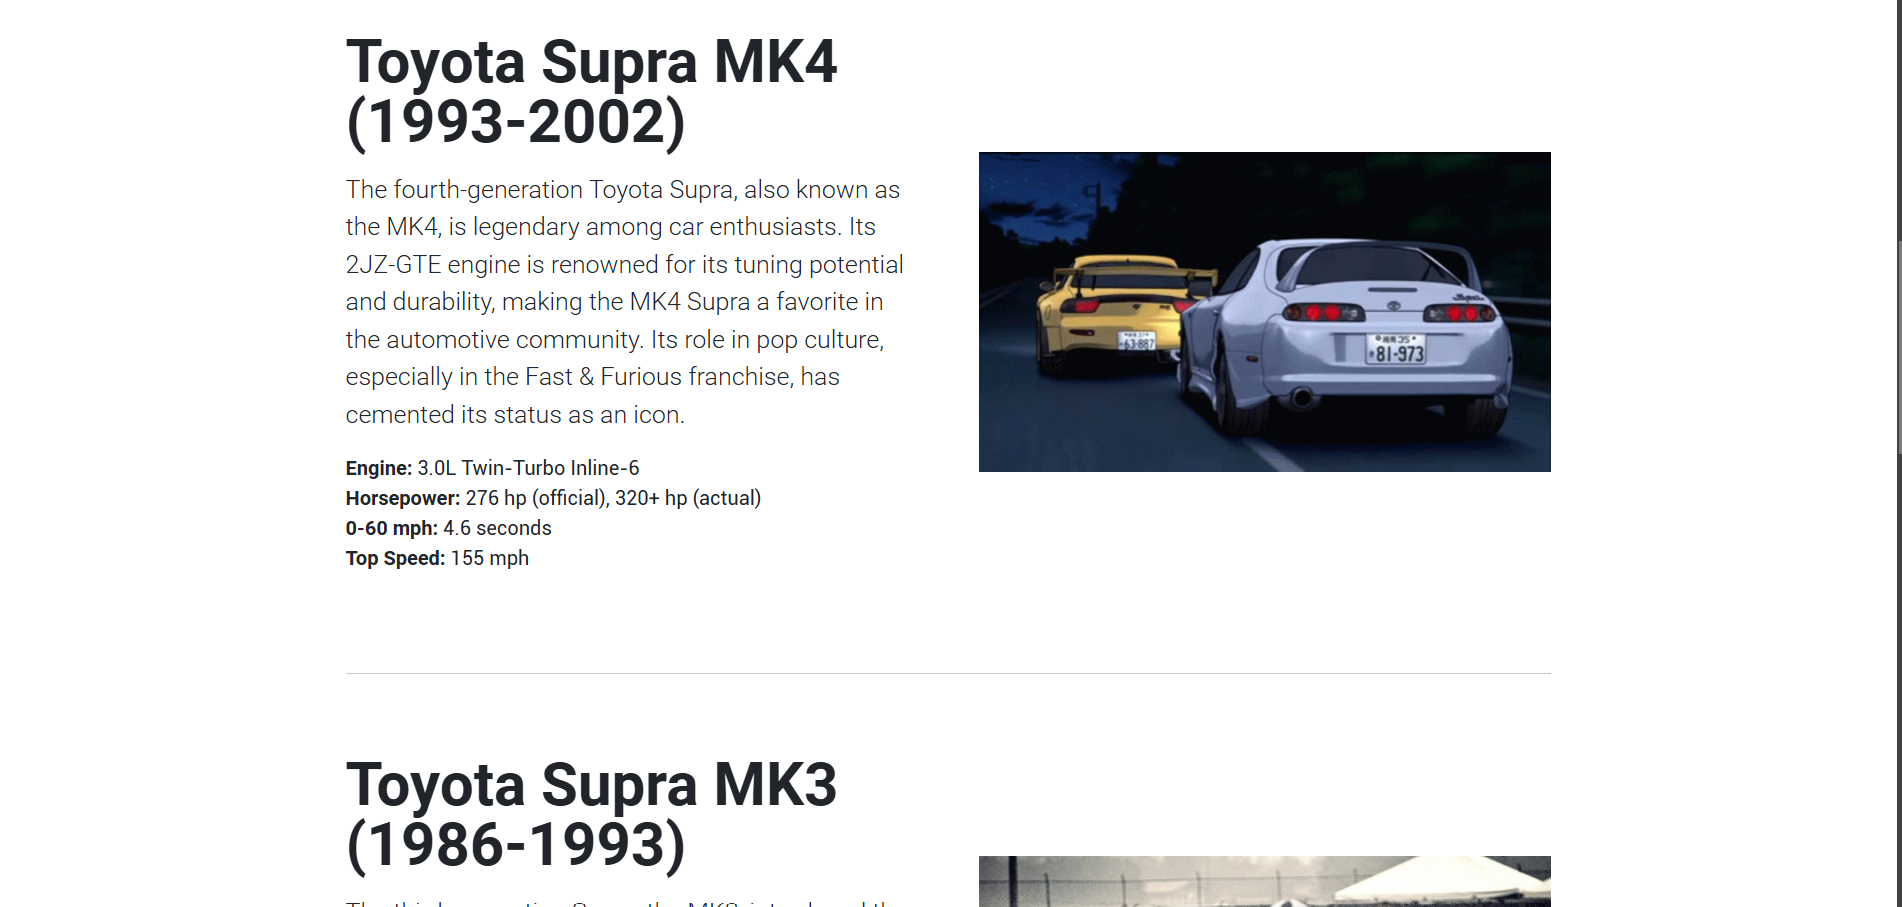 Toyota Supra MK4
(1993-2002)
The fourth-generation Toyota Supra, also known as
the MK4, is legendary among car enthusiasts. Its
2JZ-GTE engine is renowned for its tuning potential
and durability, making the MK4 Supra a favorite in
the automotive community. Its role in pop culture,
especially in the Fast & Furious franchise, has
cemented its status as an icon.
Engine: 3.0L Twin-Turbo Inline-6
Horsepower: 276 hp (official), 320+ hp (actual)
0-60 mph: 4.6 seconds
Top Speed: 155 mph
63-887
Supra
81-973
Toyota Supra MK3
(1986-1993)